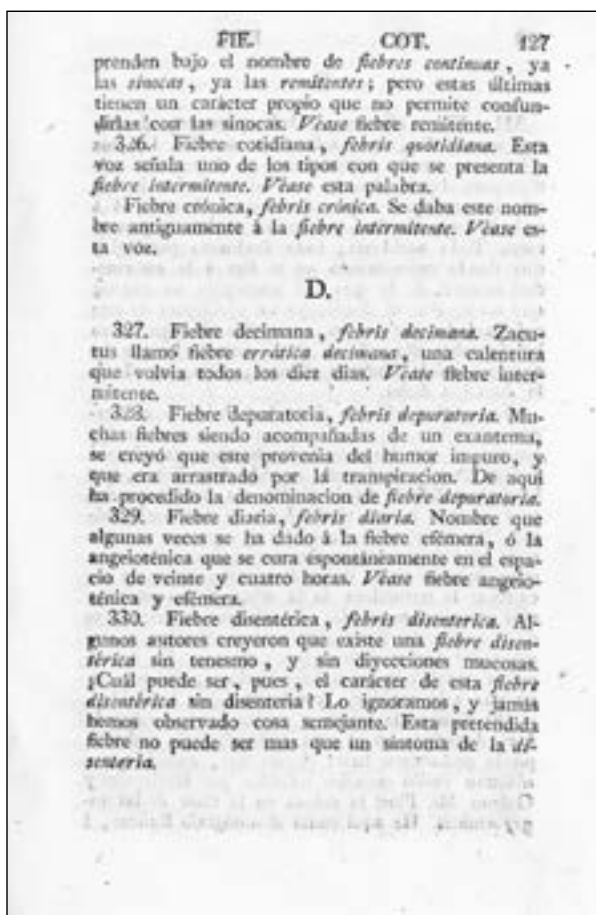 FIE. COT. 127
prenden bajo el nombre de fiebres continuas, ya
las sinocas, ya las remitentes; pero estas últimas
tienen un carácter propio que no permite confun-
dirlas con las sinocas. Véase fiebre remitente.
326. Fiebre cotidiana, febris quotidiana. Esta
voz señala uno de los tipos con que se presenta la
fiebre intermitente. Véase esta palabra.
Fiebre crónica, febris crónica. Se daba este nom-
bre antiguamente á la fiebre intermitente. Véase es-
ta voz.
D.
327. Fiebre decimana, febris decimana. Zacu-
tus llamó fiebre errática decimana, una calentura
que volvia todos los diez dias. Véase fiebre inter-
mitente.
328. Fiebre depuratoria, febris depuratoria. Mu-
chas fiebres siendo acompañadas de un exantema,
se creyó que este provenia del humor impuro, y
que era arrastrado por la transpiracion. De aqui
ha procedido la denominacion de fiebre depuratoria.
329. Fiebre diaria, febris diaria. Nombre que
algunas veces se ha dado á la fiebre efémera, ó la
angeioténica que se cura espontáneamente en el espa-
cio de veinte y cuatro horas. Véase fiebre angeio-
ténica y efémera.
330. Fiebre disentérica, febris disenterica. Al-
gunos autores creyeron que existe una fiebre disen-
térica sin tenesmo, y sin diyecciones mucosas.
¿Cuál puede ser, pues, el carácter de esta fiebre
disentérica sin disenteria? Lo ignoramos, y jamás
hemos observado cosa semejante. Esta pretendida
fiebre no puede ser mas que un síntoma de la di-
senteria.